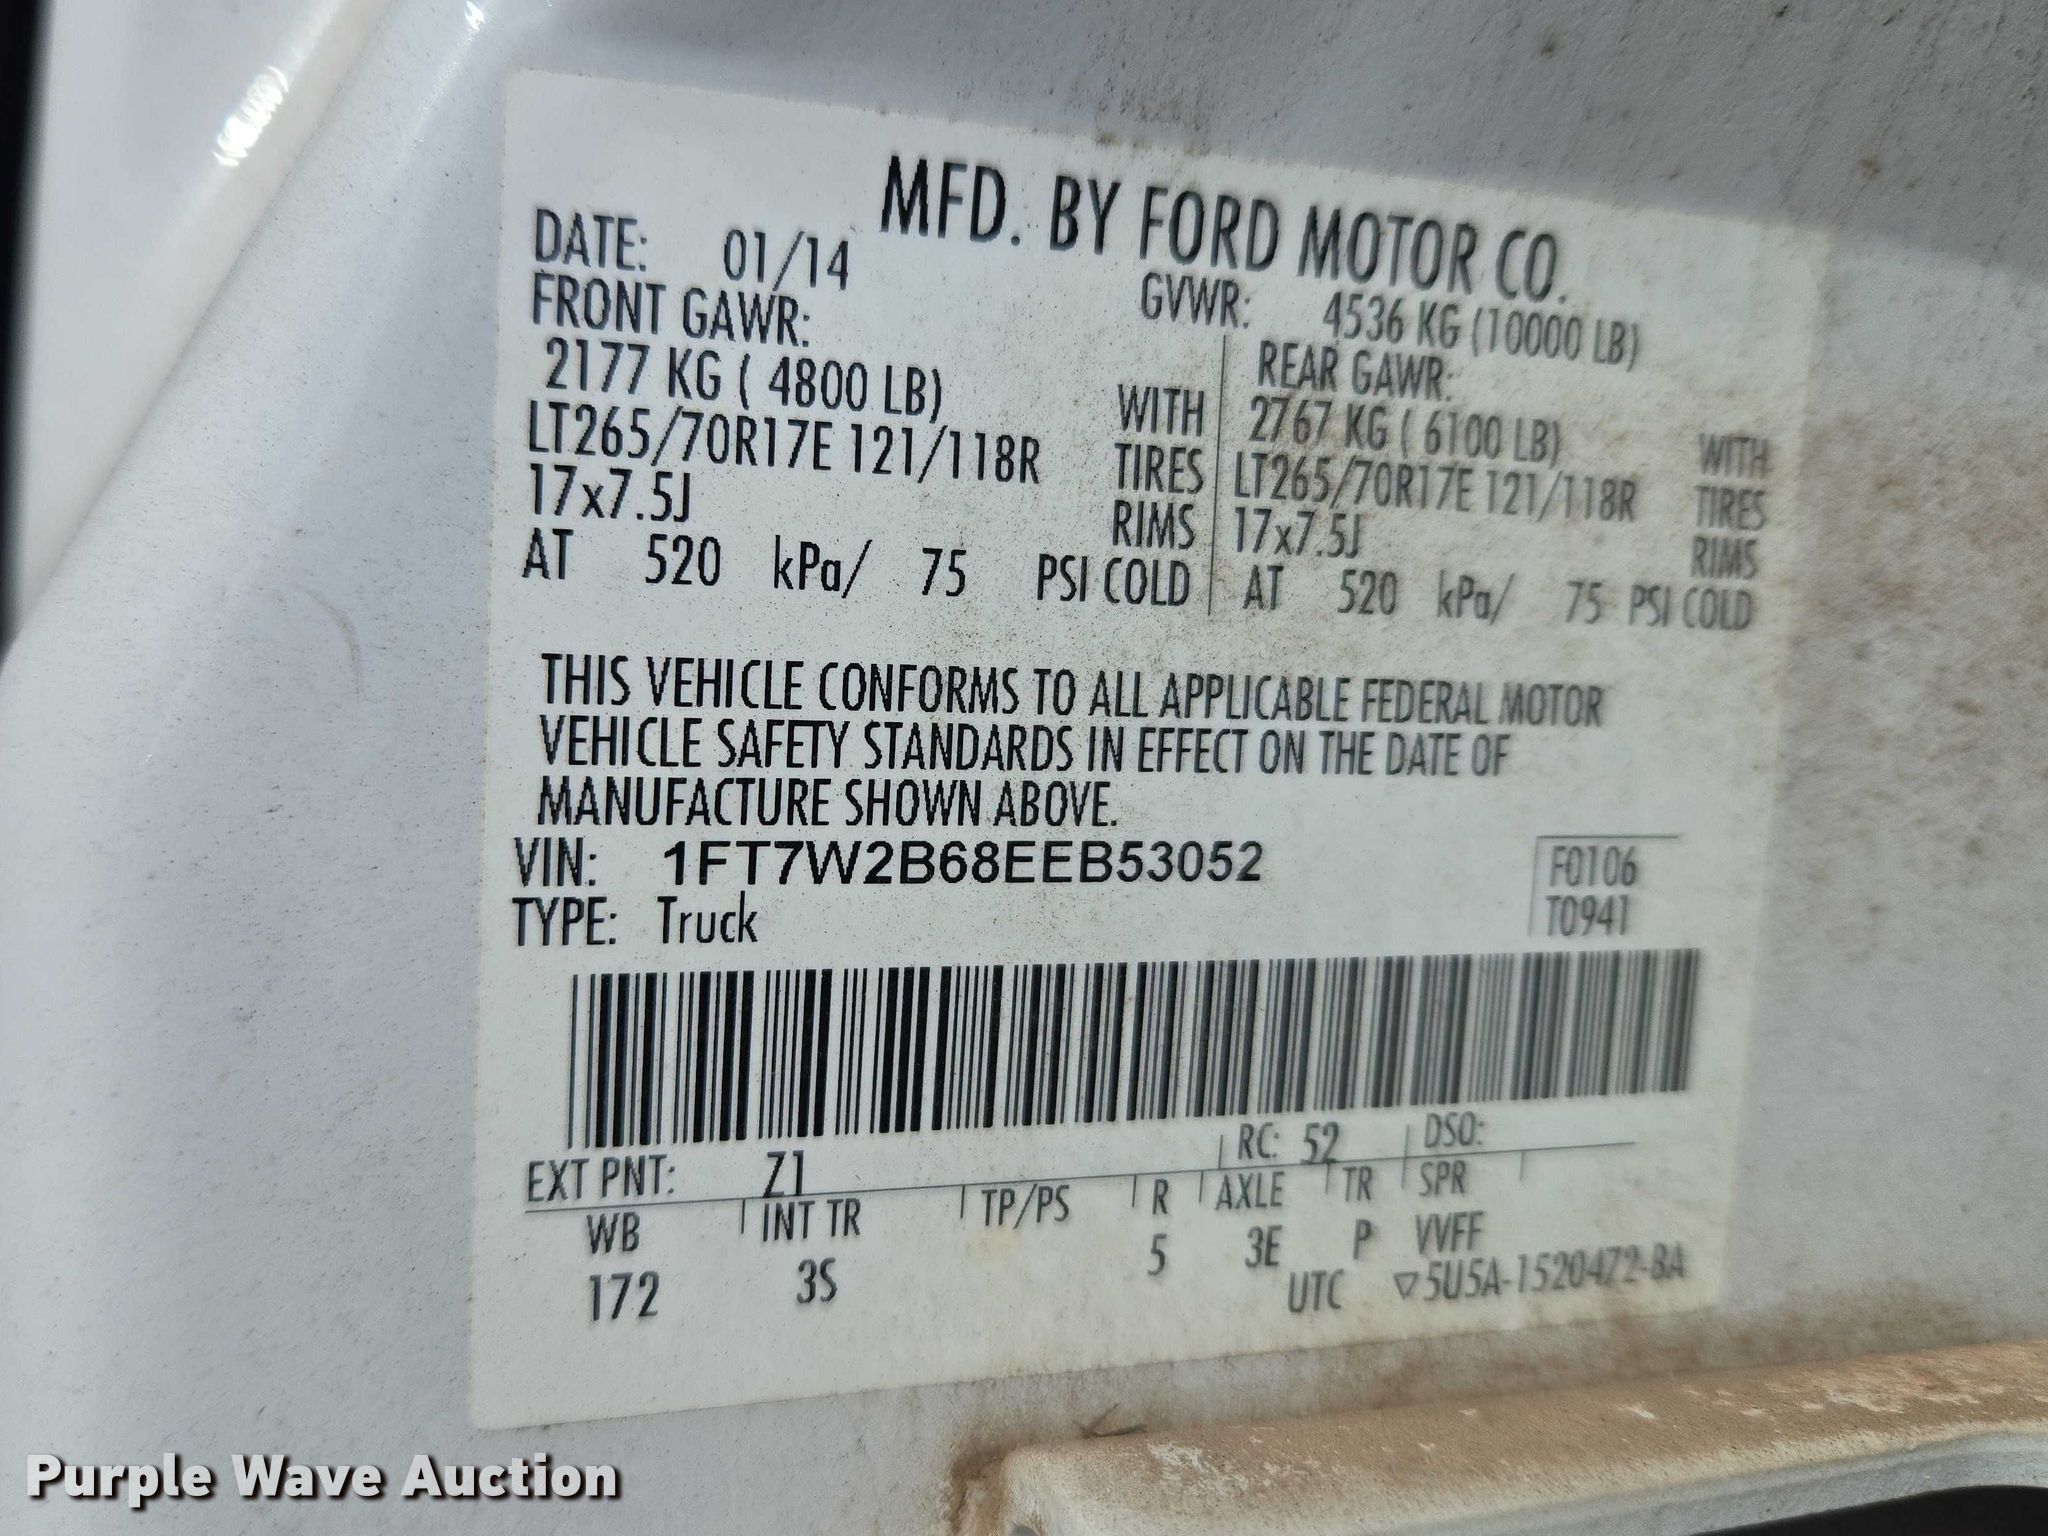 MFD. BY FORD MOTOR CO.
DATE: 01/14 GVWR: 4536 KG (10000 LB)
FRONT GAWR: REAR GAWR:
2177 KG ( 4800 LB) WITH 2767 KG ( 6100 LB) WITH
LT265/70R17E 121/118R TIRES LT265/70R17E 121/118R TIRES
17x7.5J RIMS 17x7.5J RIMS
AT 520 kPa/ 75 PSI COLD AT 520 kPa/ 75 PSI COLD
THIS VEHICLE CONFORMS TO ALL APPLICABLE FEDERAL MOTOR
VEHICLE SAFETY STANDARDS IN EFFECT ON THE DATE OF
MANUFACTURE SHOWN ABOVE.
VIN: 1FT7W2B68EEB53052 F0106
TYPE: Truck T0941
EXT PNT: Z1 RC: 52 DSO:
WB INT TR TP/PS R AXLE TR SPR
172 3S 5 3E P VVFF
UTC ▽5U5A-1520472-BA
Purple Wave Auction